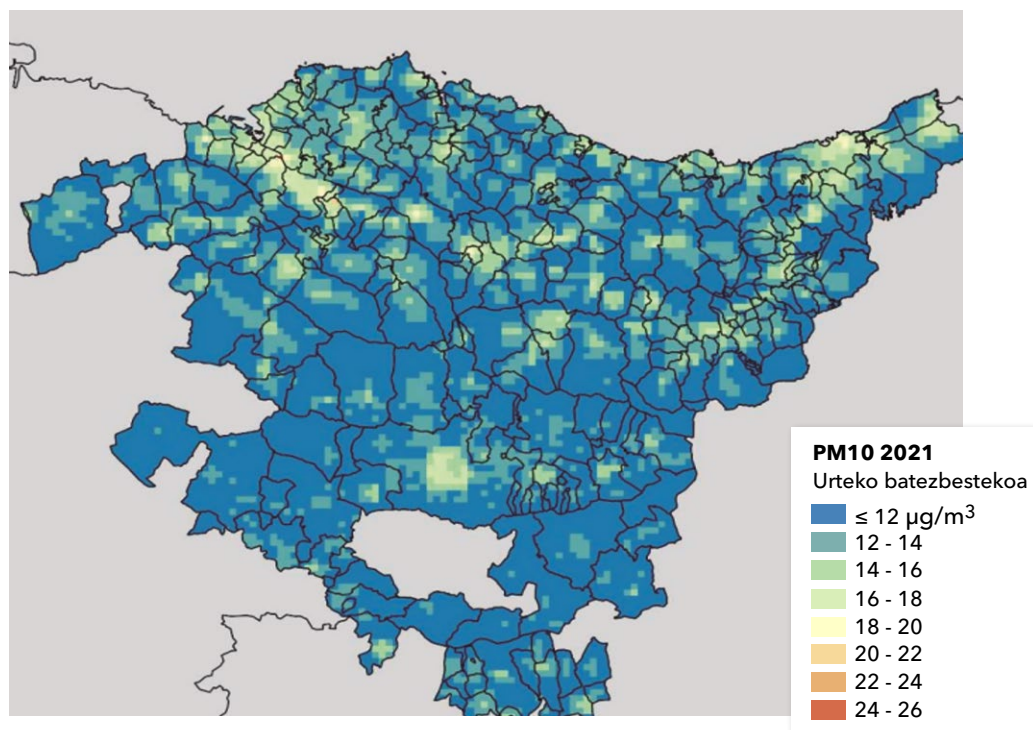 PM10 2021
Urteko batezbestekoa
≤ 12 μg/m³
12 - 14
14 - 16
16 - 18
18 - 20
20 - 22
22 - 24
24 - 26